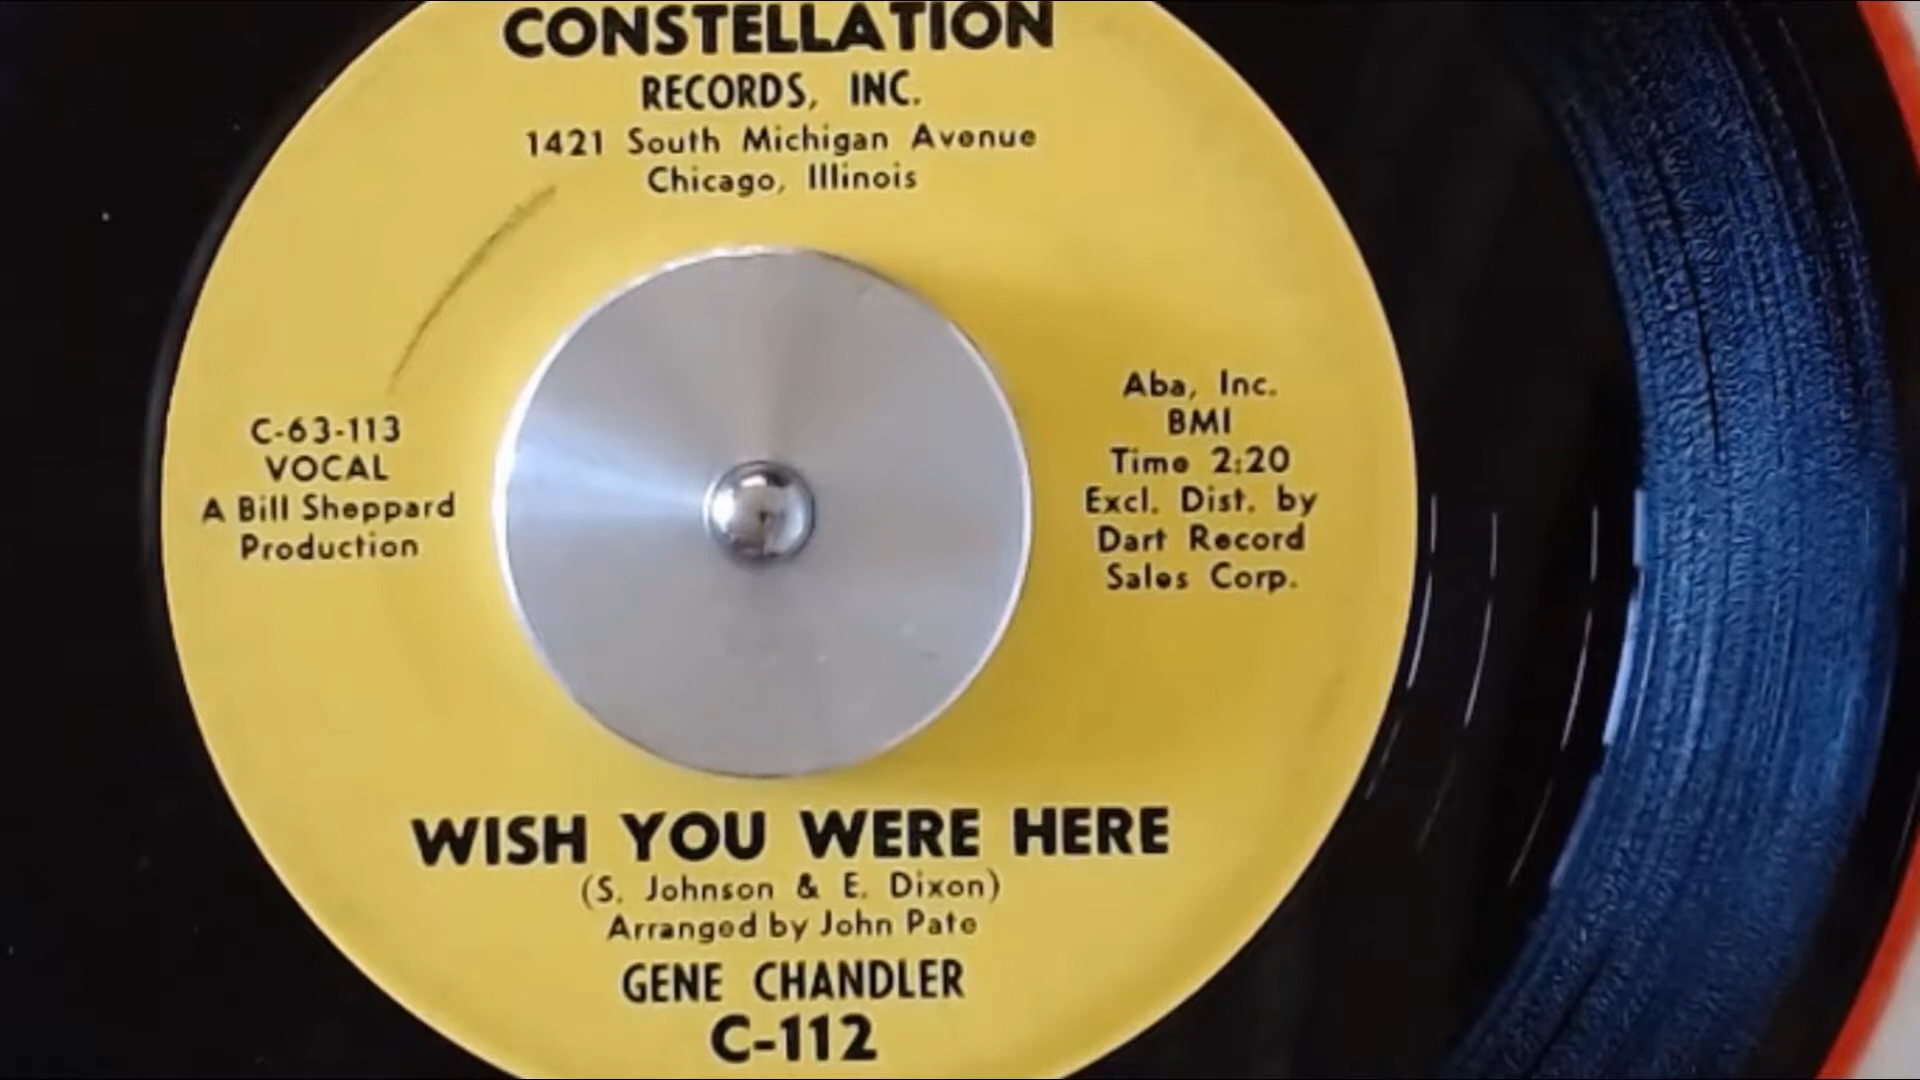 CONSTELLATION
RECORDS, INC.
1421 South Michigan Avenue
Chicago, Illinois
C-63-113
VOCAL
A Bill Sheppard
Production
Aba, Inc.
BMI
Time 2:20
Excl. Dist. by
Dart Record
Sales Corp.
WISH YOU WERE HERE
(S. Johnson & E. Dixon)
Arranged by John Pate
GENE CHANDLER
C-112